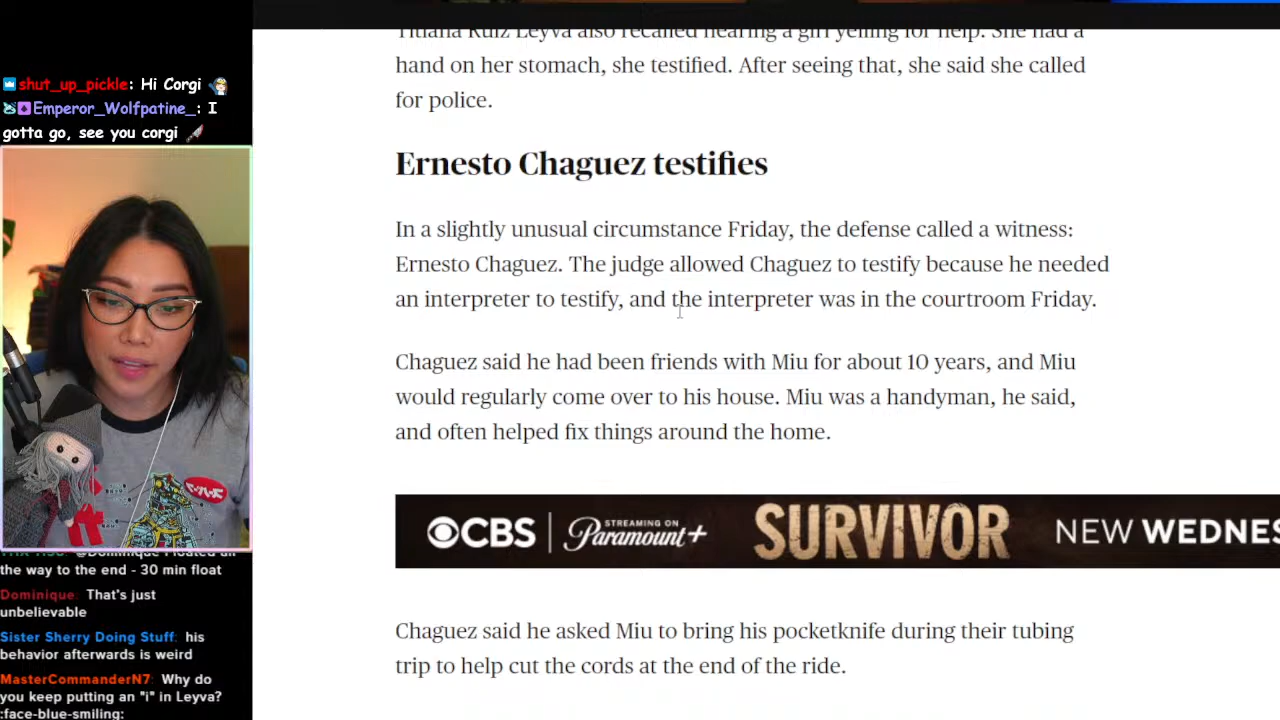 shut_up_pickle: Hi Corgi
Emperor_Wolfpatine_: I
gotta go, see you corgi
the way to the end - 30 min float
Dominique: That's just
unbelievable
Sister Sherry Doing Stuff: his
behavior afterwards is weird
MasterCommanderN7: Why do
you keep putting an "i" in Leyva?
:face-blue-smiling:
Titiana Ruiz Leyva also recalled hearing a girl yelling for help. She had a
hand on her stomach, she testified. After seeing that, she said she called
for police.
Ernesto Chaguez testifies
In a slightly unusual circumstance Friday, the defense called a witness:
Ernesto Chaguez. The judge allowed Chaguez to testify because he needed
an interpreter to testify, and the interpreter was in the courtroom Friday.
Chaguez said he had been friends with Miu for about 10 years, and Miu
would regularly come over to his house. Miu was a handyman, he said,
and often helped fix things around the home.
CBS STREAMING ON Paramount+ SURVIVOR NEW WEDNES
Chaguez said he asked Miu to bring his pocketknife during their tubing
trip to help cut the cords at the end of the ride.